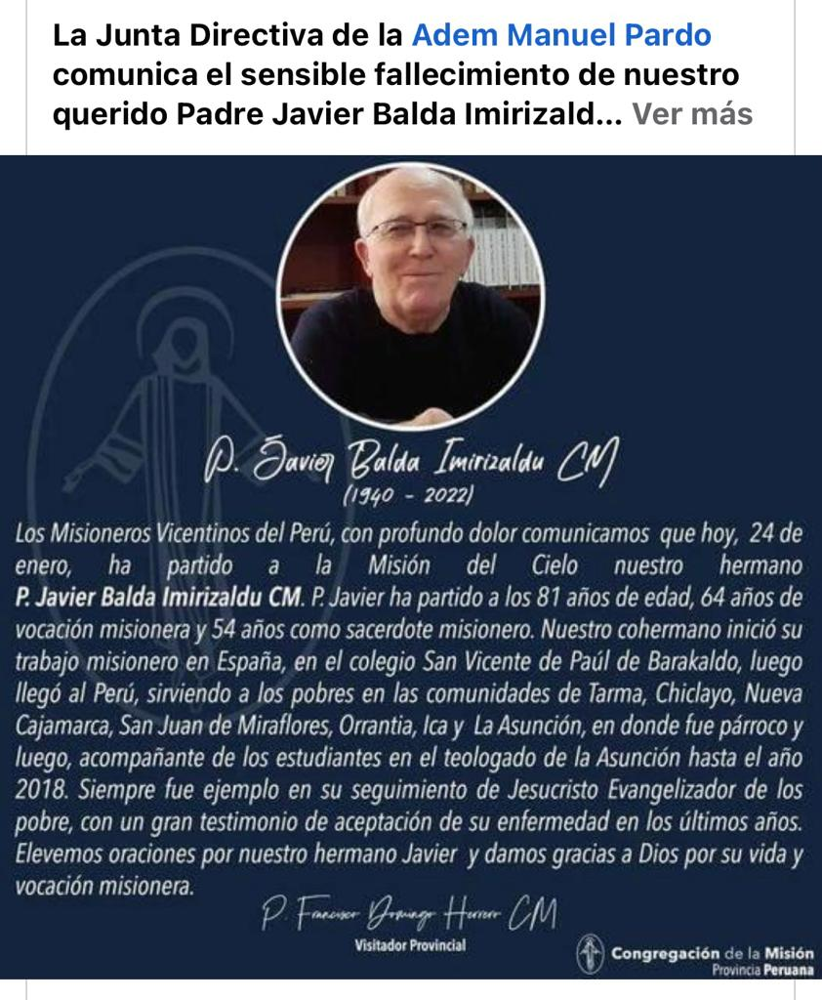 La Junta Directiva de la Adem Manuel Pardo
comunica el sensible fallecimiento de nuestro
querido Padre Javier Balda Imirizald... Ver más
P. Javier Balda Imirizaldu CM
(1940 - 2022)
Los Misioneros Vicentinos del Perú, con profundo dolor comunicamos que hoy, 24 de
enero, ha partido a la Misión del Cielo nuestro hermano
P. Javier Balda Imirizaldu CM. P. Javier ha partido a los 81 años de edad, 64 años de
vocación misionera y 54 años como sacerdote misionero. Nuestro cohermano inició su
trabajo misionero en España, en el colegio San Vicente de Paúl de Barakaldo, luego
llegó al Perú, sirviendo a los pobres en las comunidades de Tarma, Chiclayo, Nueva
Cajamarca, San Juan de Miraflores, Orrantia, Ica y La Asunción, en donde fue párroco y
luego, acompañante de los estudiantes en el teologado de la Asunción hasta el año
2018. Siempre fue ejemplo en su seguimiento de Jesucristo Evangelizador de los
pobre, con un gran testimonio de aceptación de su enfermedad en los últimos años.
Elevemos oraciones por nuestro hermano Javier y damos gracias a Dios por su vida y
vocación misionera.
P. Francisco Domingo Herrero CM
Visitador Provincial
Congregación de la Misión
Provincia Peruana